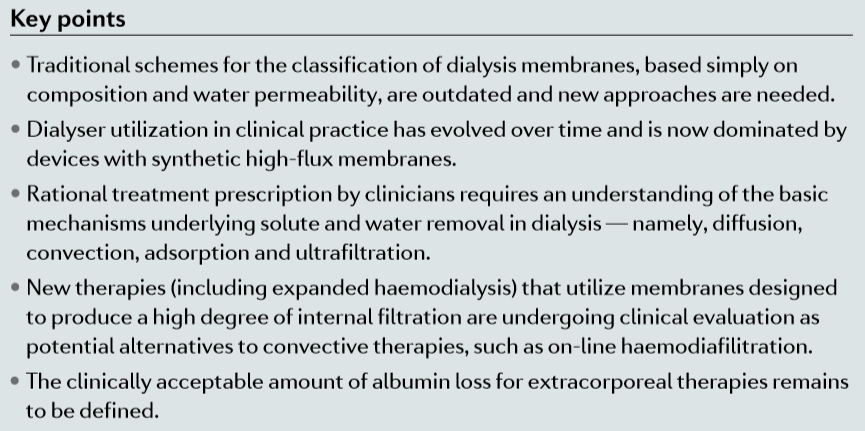 Key points
• Traditional schemes for the classification of dialysis membranes, based simply on
composition and water permeability, are outdated and new approaches are needed.
• Dialyser utilization in clinical practice has evolved over time and is now dominated by
devices with synthetic high-flux membranes.
• Rational treatment prescription by clinicians requires an understanding of the basic
mechanisms underlying solute and water removal in dialysis — namely, diffusion,
convection, adsorption and ultrafiltration.
• New therapies (including expanded haemodialysis) that utilize membranes designed
to produce a high degree of internal filtration are undergoing clinical evaluation as
potential alternatives to convective therapies, such as on-line haemodiafilitration.
• The clinically acceptable amount of albumin loss for extracorporeal therapies remains
to be defined.